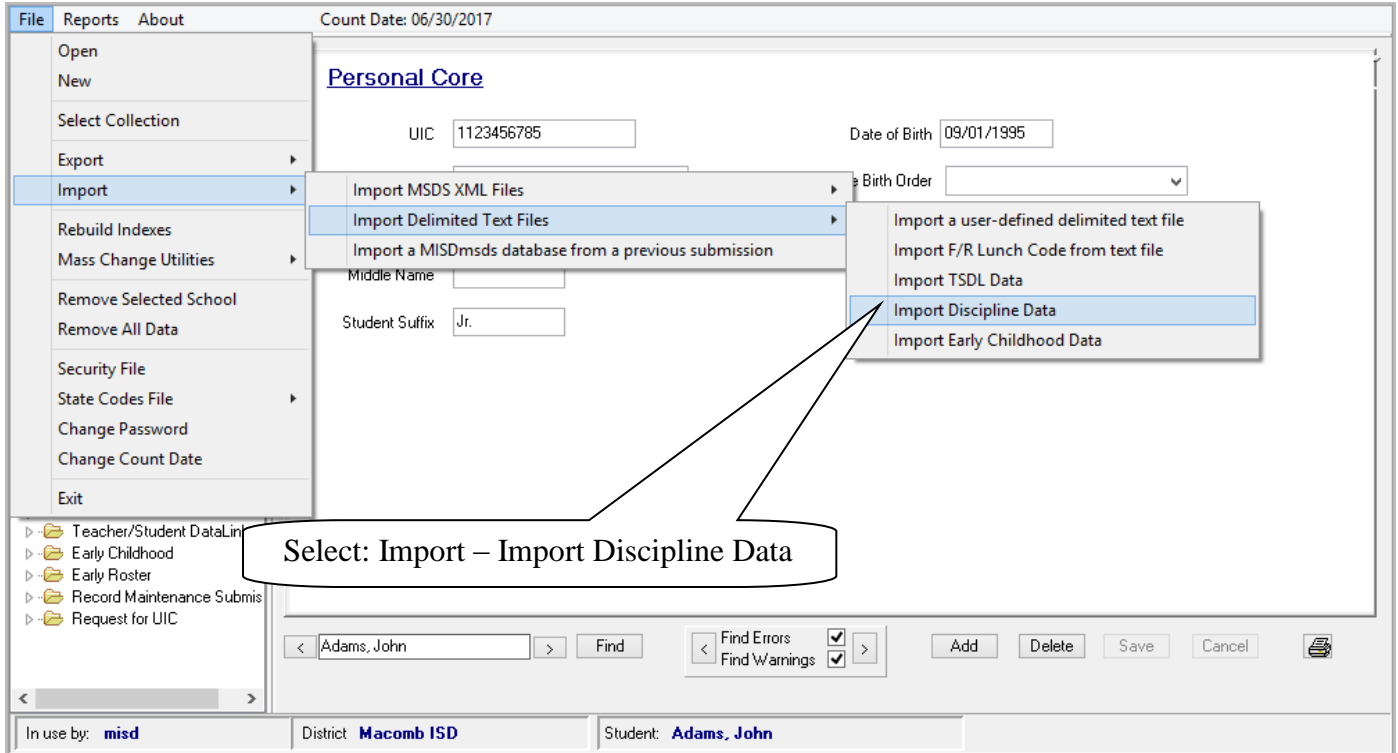 File Reports About Count Date: 06/30/2017
Open
New
Select Collection
Export
Import
Rebuild Indexes
Mass Change Utilities
Remove Selected School
Remove All Data
Security File
State Codes File
Change Password
Change Count Date
Exit
Import MSDS XML Files
Import Delimited Text Files
Import a MISDmsds database from a previous submission
Import a user-defined delimited text file
Import F/R Lunch Code from text file
Import TSDL Data
Import Discipline Data
Import Early Childhood Data
Personal Core
UIC 1123456785 Date of Birth 09/01/1995
Birth Order
Middle Name
Student Suffix Jr.
Select: Import – Import Discipline Data
Teacher/Student DataLin
Early Childhood
Early Roster
Record Maintenance Submis
Request for UIC
< Adams, John > Find < Find Errors > Add Delete Save Cancel
Find Warnings
< >
In use by: misd District Macomb ISD Student: Adams, John